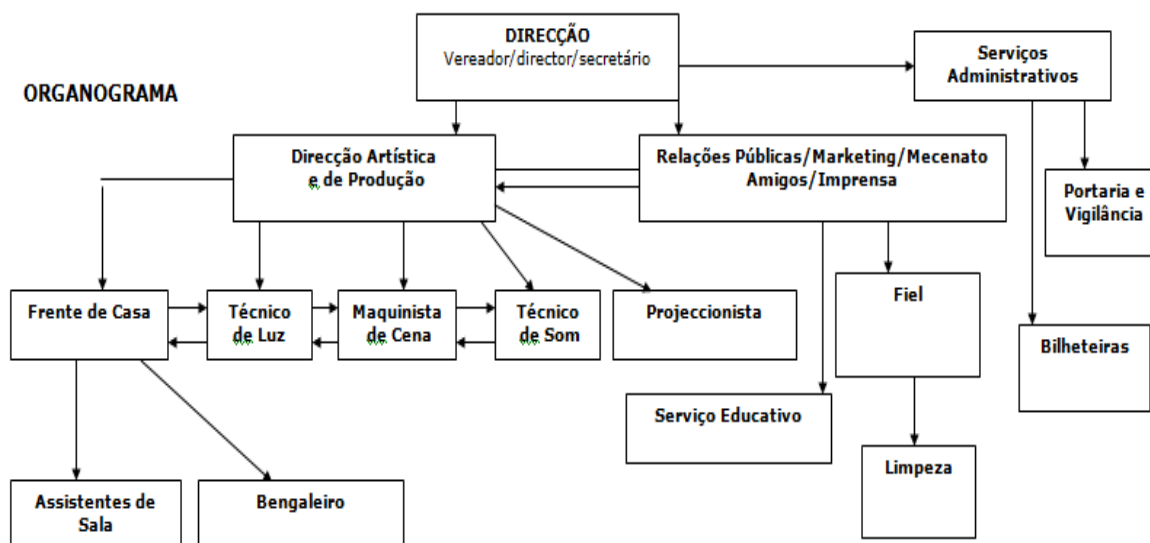 DIRECÇÃO
Vereador/director/secretário
Serviços
Administrativos
ORGANOGRAMA
Direcção Artística
e de Produção
Relações Públicas/Marketing/Mecenato
Amigos/Imprensa
Portaria e
Vigilância
Frente de Casa
Técnico
de Luz
Maquinista
de Cena
Técnico
de Som
Projeccionista
Fiel
Bilheteiras
Serviço Educativo
Limpeza
Assistentes de
Sala
Bengaleiro